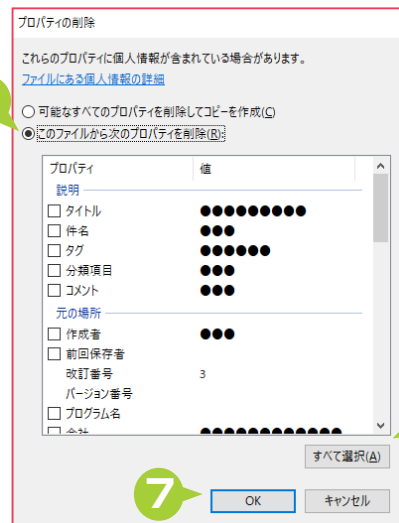 プロパティの削除
これらのプロパティに個人情報が含まれている場合があります。
ファイルにある個人情報の詳細
可能なすべてのプロパティを削除してコピーを作成(C)
このファイルから次のプロパティを削除(R):
プロパティ 値
説明
タイトル ●●●●●●●●●
件名 ●●●
タグ ●●●●●●
分類項目 ●●●
コメント ●●●
元の場所
作成者 ●●●
前回保存者
改訂番号 3
バージョン番号
プログラム名
会社 ●●●●●●●●●●●●
すべて選択(A)
7 OK キャンセル